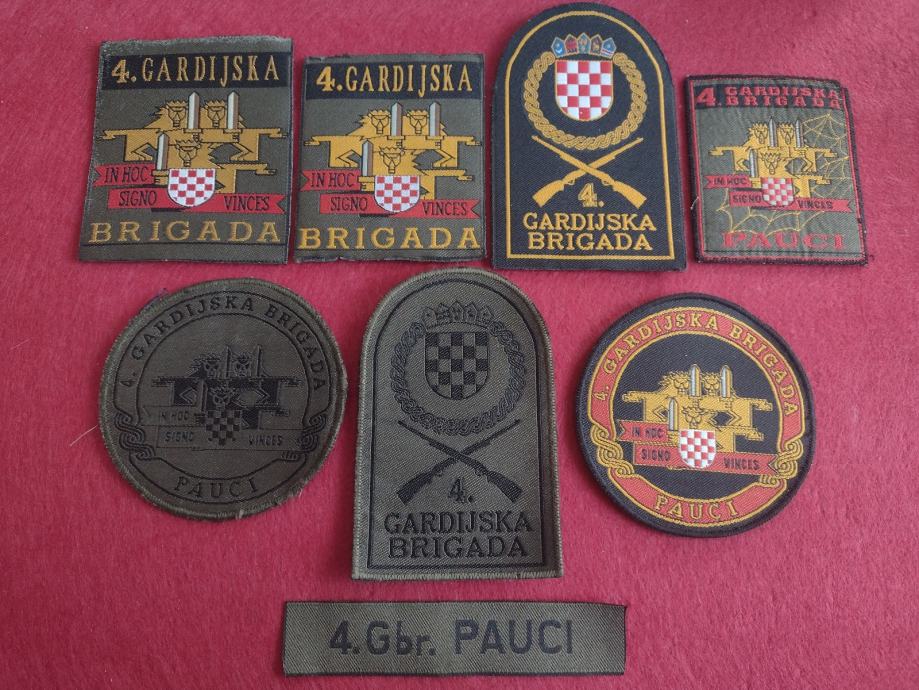 4.GARDIJSKA
IN HOC
SIGNO VINCES
BRIGADA
4.GARDIJSKA
IN HOC
SIGNO VINCES
BRIGADA
4.
GARDIJSKA
BRIGADA
4. GARDIJSKA
BRIGADA
IN HOC
SIGNO VINCES
PAUCI
4. GARDIJSKA BRIGADA
IN HOC
SIGNO VINCES
PAUCI
4.
GARDIJSKA
BRIGADA
4. GARDIJSKA BRIGADA
IN HOC
SIGNO VINCES
PAUCI
4.Gbr. PAUCI